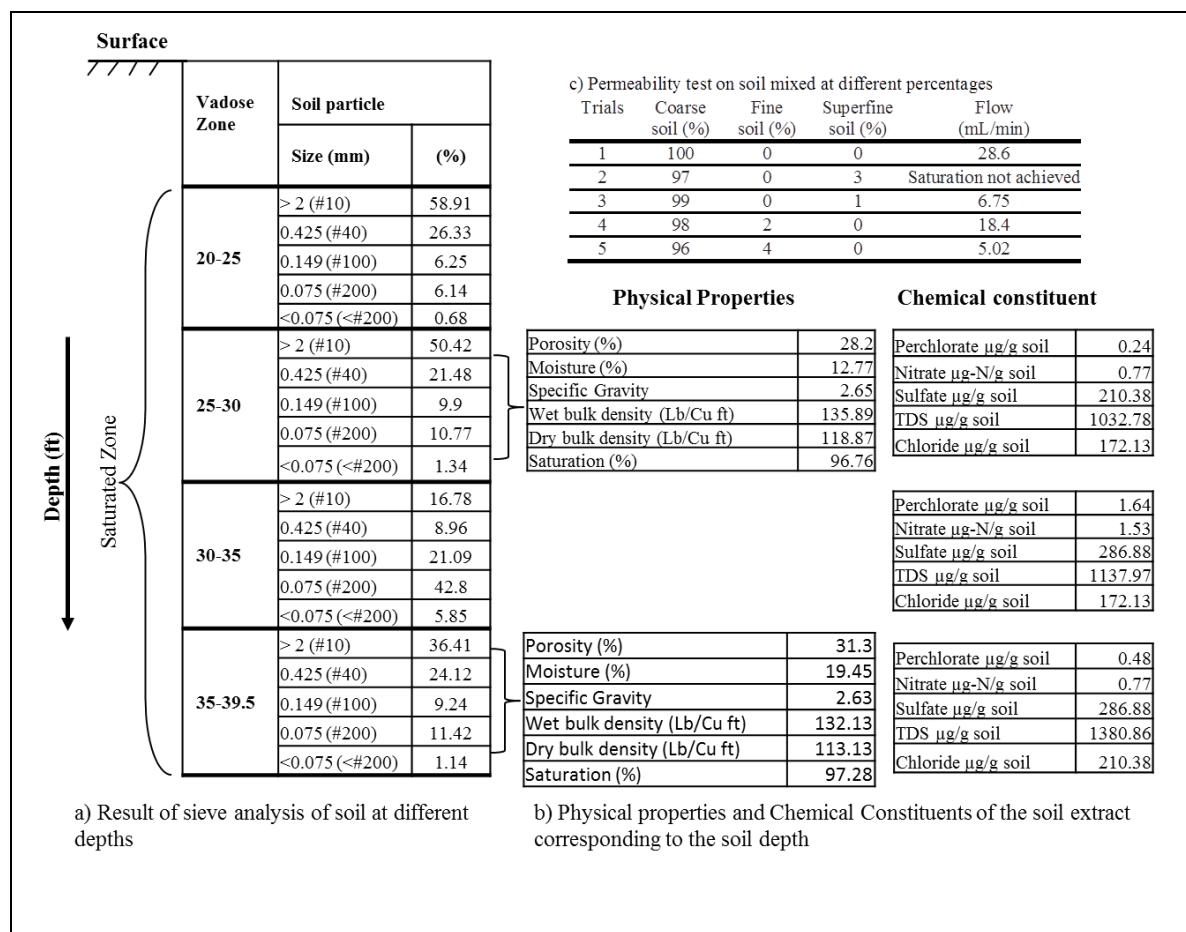 Surface
Vadose Zone
Soil particle
Size (mm) (%)
20-25
> 2 (#10) 58.91
0.425 (#40) 26.33
0.149 (#100) 6.25
0.075 (#200) 6.14
<0.075 (<#200) 0.68
25-30
> 2 (#10) 50.42
0.425 (#40) 21.48
0.149 (#100) 9.9
0.075 (#200) 10.77
<0.075 (<#200) 1.34
30-35
> 2 (#10) 16.78
0.425 (#40) 8.96
0.149 (#100) 21.09
0.075 (#200) 42.8
<0.075 (<#200) 5.85
35-39.5
> 2 (#10) 36.41
0.425 (#40) 24.12
0.149 (#100) 9.24
0.075 (#200) 11.42
<0.075 (<#200) 1.14
Depth (ft)
Saturated Zone
a) Result of sieve analysis of soil at different
depths
c) Permeability test on soil mixed at different percentages
Trials Coarse soil (%) Fine soil (%) Superfine soil (%) Flow (mL/min)
1 100 0 0 28.6
2 97 0 3 Saturation not achieved
3 99 0 1 6.75
4 98 2 0 18.4
5 96 4 0 5.02
Physical Properties
Porosity (%) 28.2
Moisture (%) 12.77
Specific Gravity 2.65
Wet bulk density (Lb/Cu ft) 135.89
Dry bulk density (Lb/Cu ft) 118.87
Saturation (%) 96.76
Porosity (%) 31.3
Moisture (%) 19.45
Specific Gravity 2.63
Wet bulk density (Lb/Cu ft) 132.13
Dry bulk density (Lb/Cu ft) 113.13
Saturation (%) 97.28
Chemical constituent
Perchlorate µg/g soil 0.24
Nitrate µg-N/g soil 0.77
Sulfate µg/g soil 210.38
TDS µg/g soil 1032.78
Chloride µg/g soil 172.13
Perchlorate µg/g soil 1.64
Nitrate µg-N/g soil 1.53
Sulfate µg/g soil 286.88
TDS µg/g soil 1137.97
Chloride µg/g soil 172.13
Perchlorate µg/g soil 0.48
Nitrate µg-N/g soil 0.77
Sulfate µg/g soil 286.88
TDS µg/g soil 1380.86
Chloride µg/g soil 210.38
b) Physical properties and Chemical Constituents of the soil extract
corresponding to the soil depth